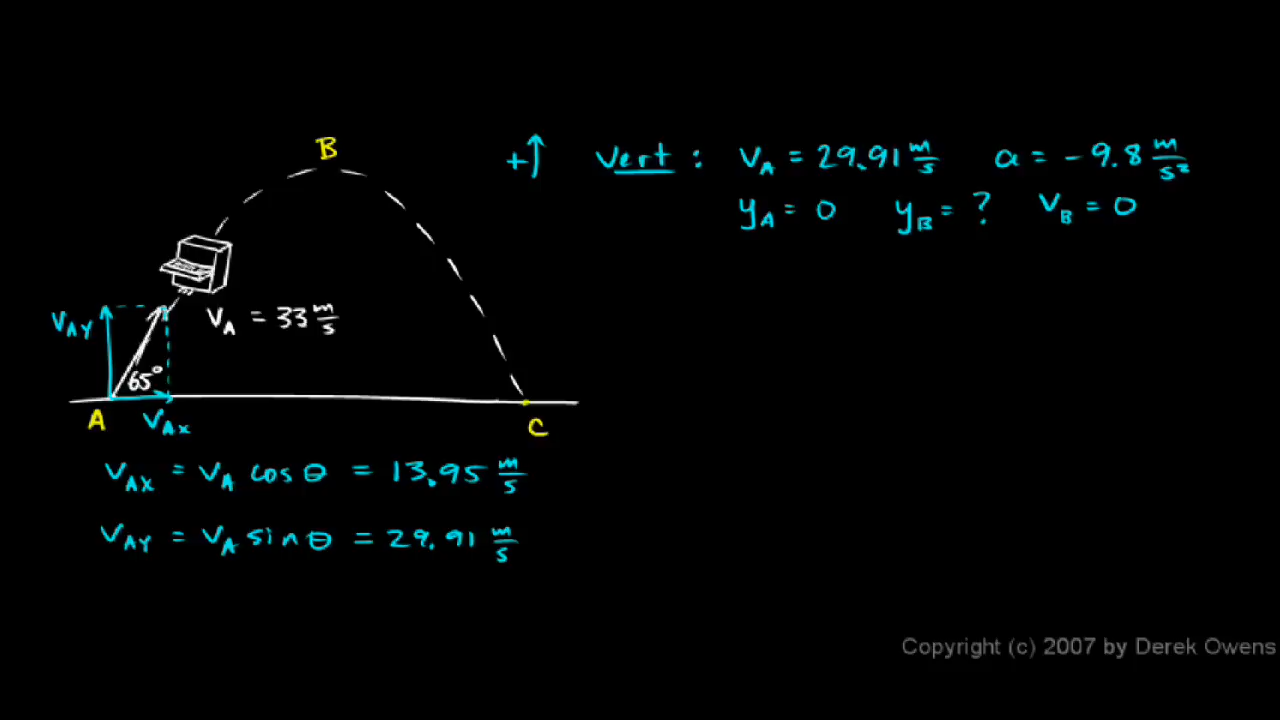 B
+ Vert : V_A = 29.91 m/s a = -9.8 m/s²
y_A = 0 y_B = ? V_B = 0
V_AY
V_A = 33 m/s
65°
A
V_AX
C
V_AX = V_A cos θ = 13.95 m/s
V_AY = V_A sin θ = 29.91 m/s
Copyright (c) 2007 by Derek Owens